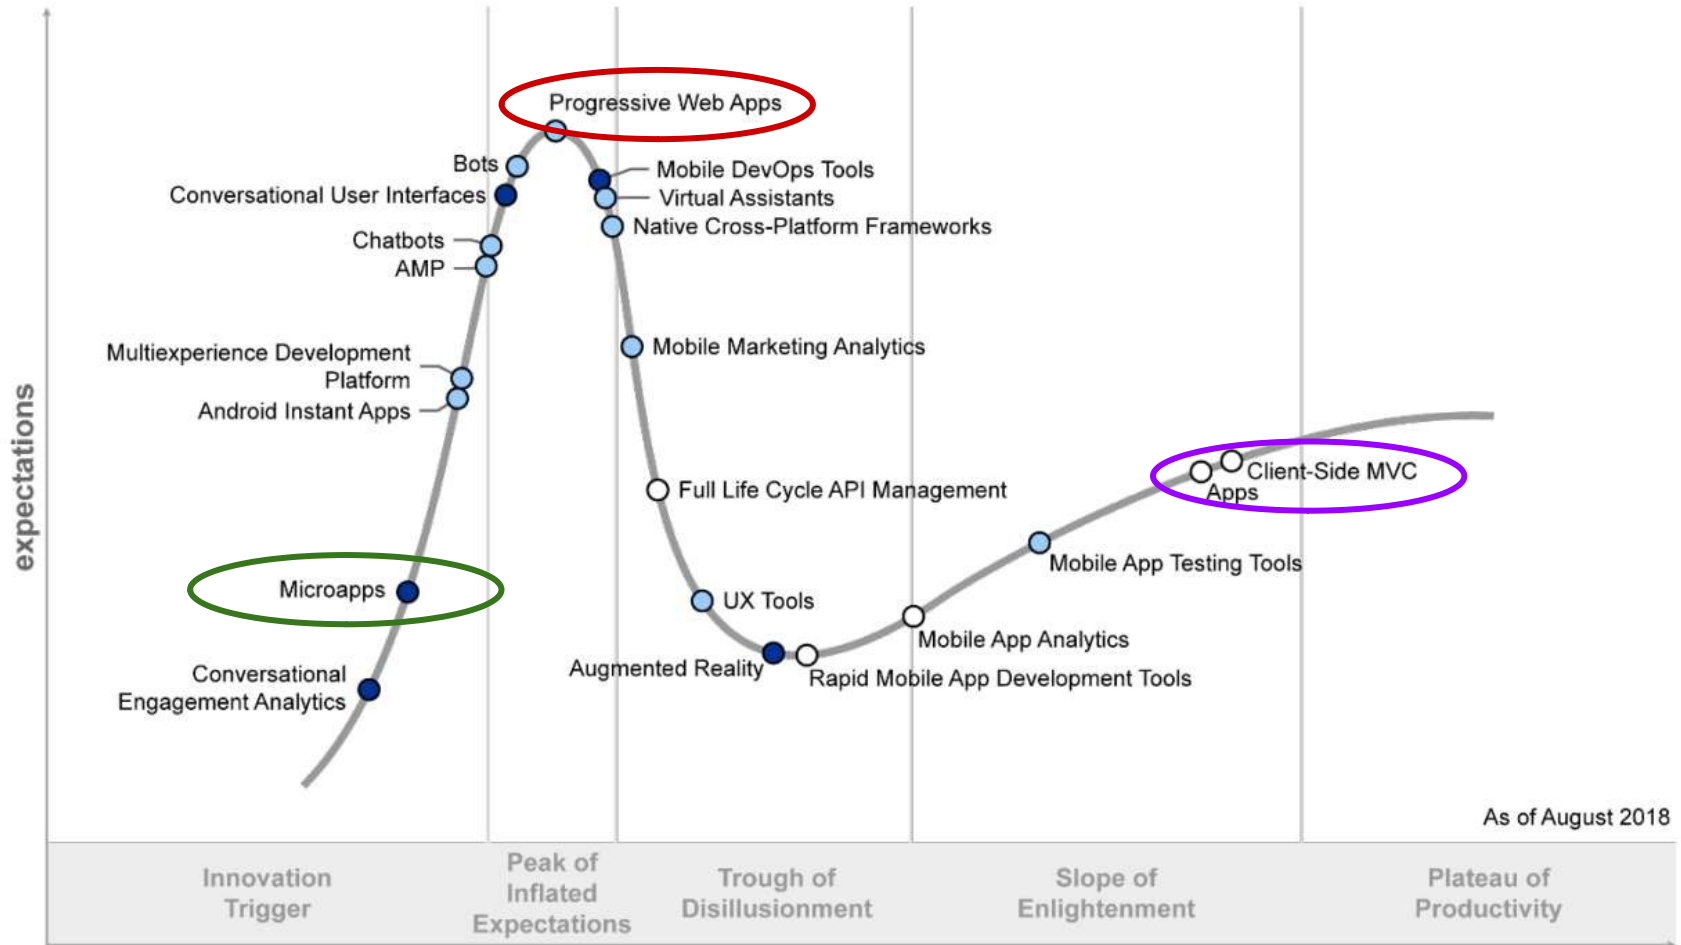 Progressive Web Apps
Bots
Mobile DevOps Tools
Conversational User Interfaces
Virtual Assistants
Native Cross-Platform Frameworks
Chatbots
AMP
Multiexperience Development
Platform
Mobile Marketing Analytics
Android Instant Apps
expectations
Client-Side MVC
Apps
Full Life Cycle API Management
Mobile App Testing Tools
Microapps
UX Tools
Mobile App Analytics
Augmented Reality
Rapid Mobile App Development Tools
Conversational
Engagement Analytics
As of August 2018
Innovation
Trigger
Peak of
Inflated
Expectations
Trough of
Disillusionment
Slope of
Enlightenment
Plateau of
Productivity